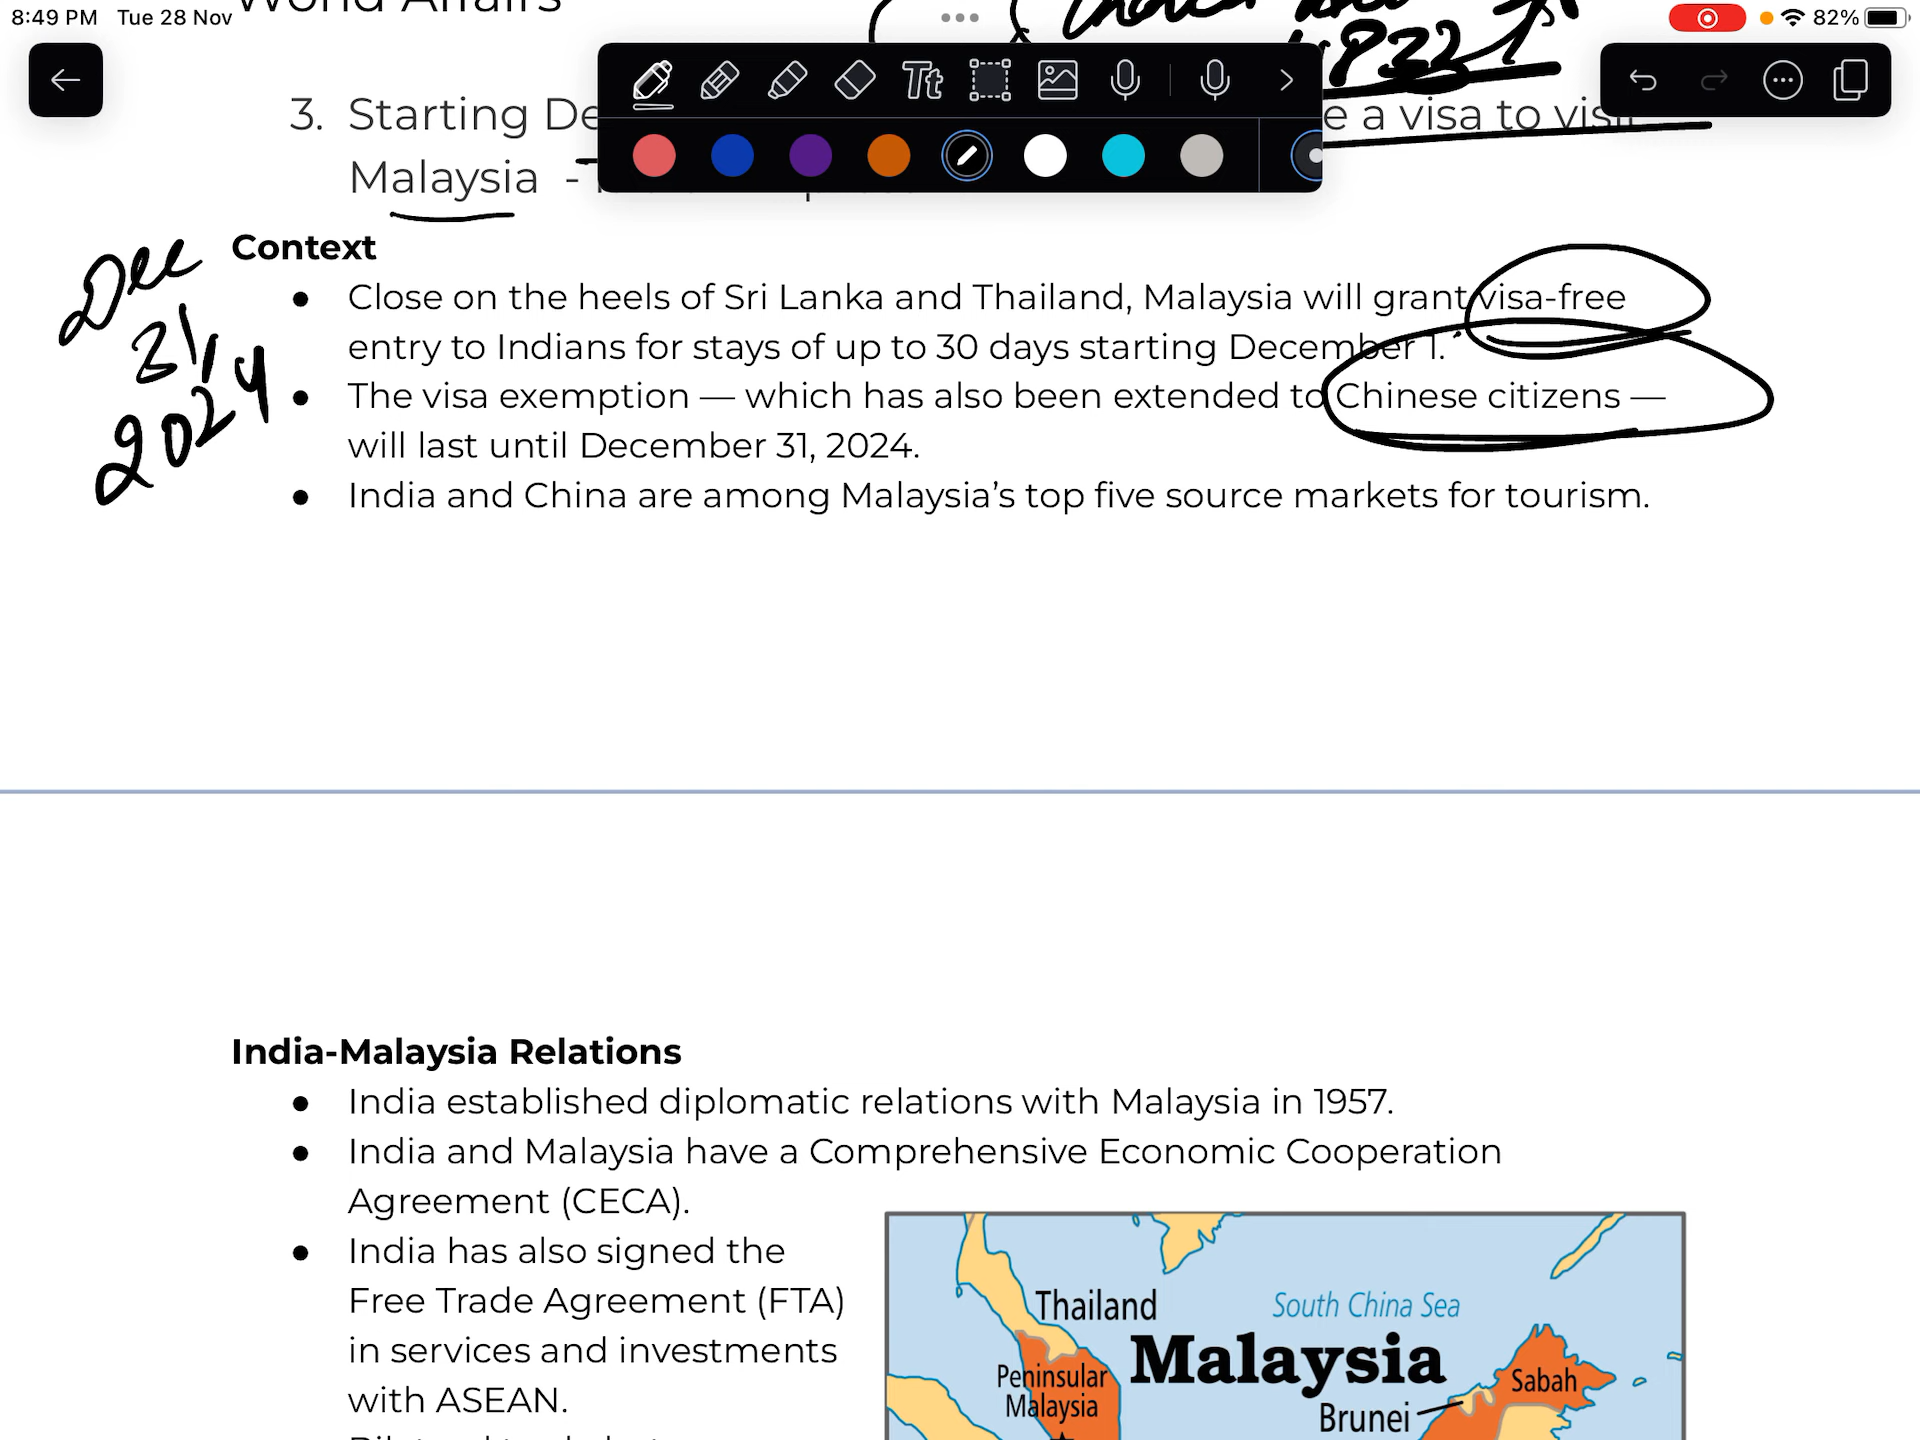 8:49 PM Tue 28 Nov
82%
World Affairs
Tt
3. Starting De
e a visa to visit
Malaysia -
Context
Dec
31,
2024
● Close on the heels of Sri Lanka and Thailand, Malaysia will grant visa-free
entry to Indians for stays of up to 30 days starting December 1.
● The visa exemption — which has also been extended to Chinese citizens —
will last until December 31, 2024.
● India and China are among Malaysia’s top five source markets for tourism.
India-Malaysia Relations
● India established diplomatic relations with Malaysia in 1957.
● India and Malaysia have a Comprehensive Economic Cooperation
Agreement (CECA).
● India has also signed the
Free Trade Agreement (FTA)
in services and investments
with ASEAN.
Thailand
South China Sea
Malaysia
Peninsular
Malaysia
Sabah
Brunei